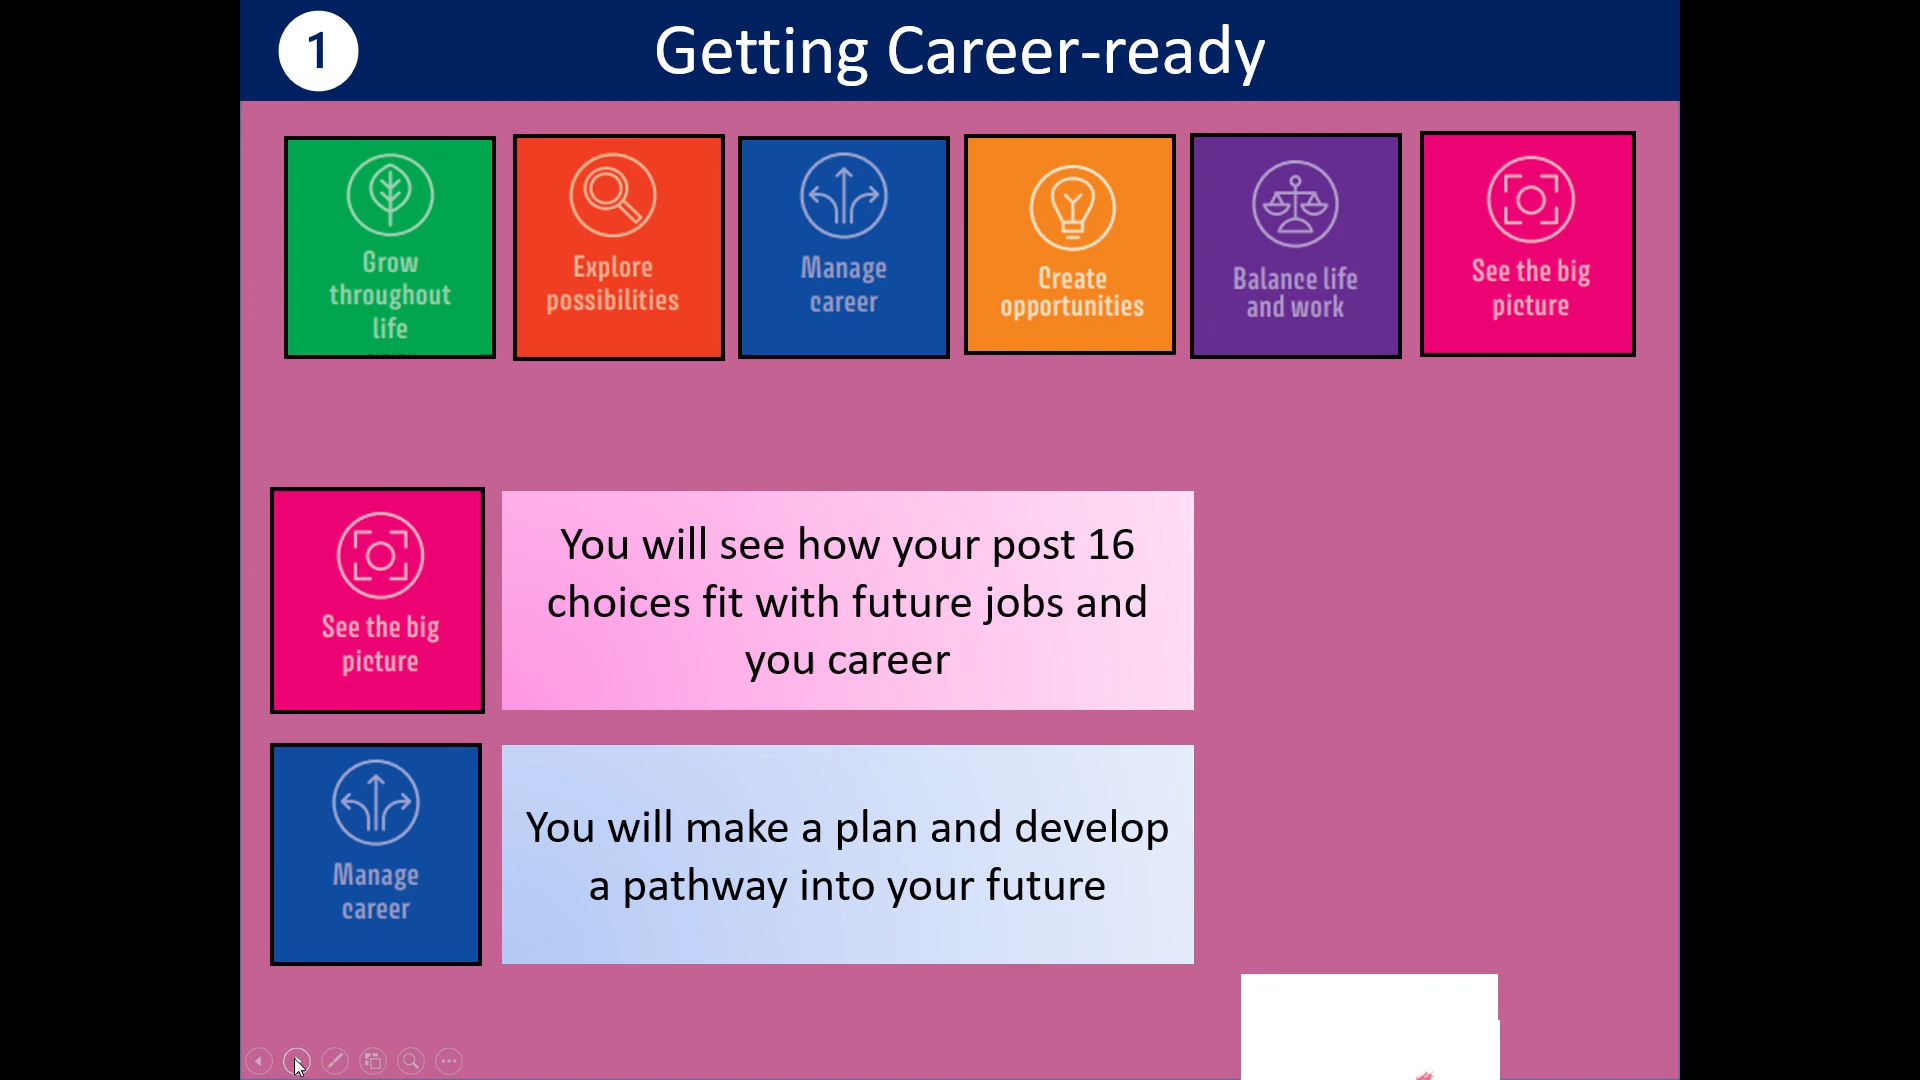 1
Getting Career-ready
Grow
throughout
life
Explore
possibilities
Manage
career
Create
opportunities
Balance life
and work
See the big
picture
See the big
picture
You will see how your post 16
choices fit with future jobs and
you career
Manage
career
You will make a plan and develop
a pathway into your future